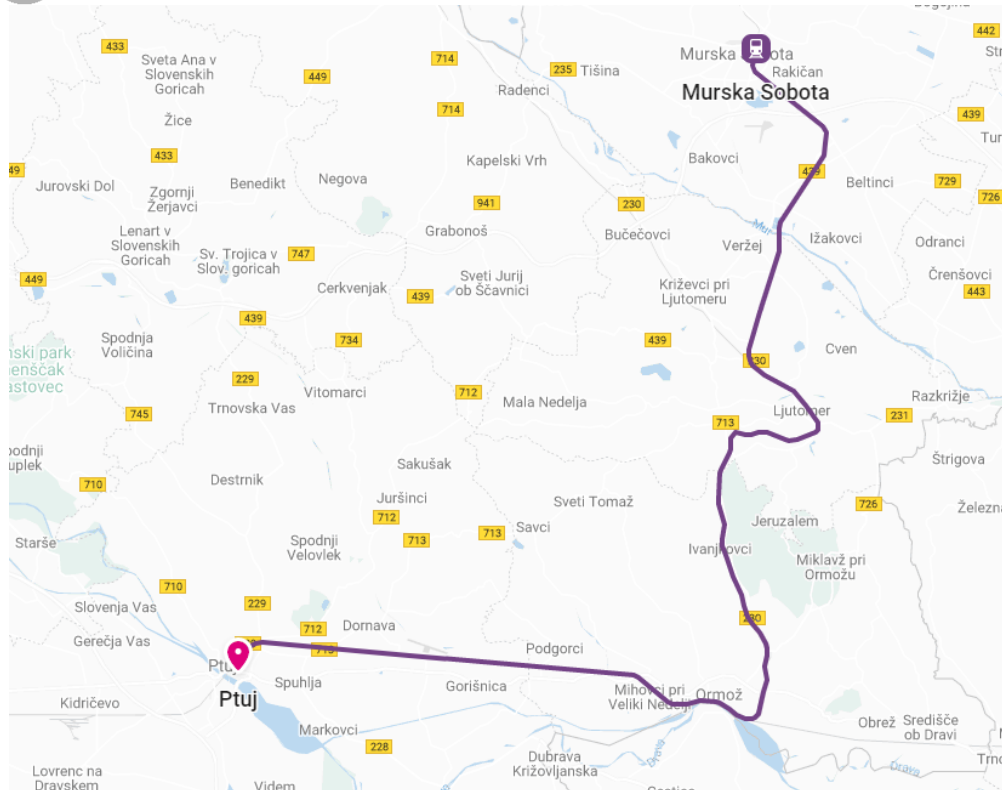 433
Sveta Ana v
Slovenskih
Goricah
449
714
235
Tišina
Radenci
Murska Sobota
Rakičan
442
Murska Sobota
Žice
714
439
433
Kapelski Vrh
Bakovci
Jurovski Dol
Zgornji
Žerjavci
Benedikt
Negova
439
Beltinci
729
726
941
230
Lenart v
Slovenskih
Goricah
Grabonoš
Bučečovci
Veržej
Ižakovci
Odranci
Sv. Trojica v
Slov. goricah
747
449
Cerkvenjak
439
Sveti Jurij
ob Ščavnici
Križevci pri
Ljutomeru
Črenšovci
443
439
Spodnja
Voličina
734
439
230
Cven
229
Vitomarci
712
Mala Nedelja
Razkrižje
745
Trnovska Vas
713
Ljutomer
231
Štrigova
710
Destrnik
Sakušak
Juršinci
712
Sveti Tomaž
726
Savci
713
713
Jeruzalem
Starše
Spodnji
Velovlek
Ivanjkovci
Miklavž pri
Ormožu
710
Slovenja Vas
229
230
Gerečja Vas
712
Dornava
Podgorci
Ptuj
Spuhlja
Gorišnica
Mihovci pri
Veliki Nedelji
Ormož
Ptuj
Kidričevo
Markovci
228
Obrež
Središče
ob Dravi
Dubrava
Križovljanska
Drava
Drava
Lovrenc na
Dravskem
Videm
Cestica